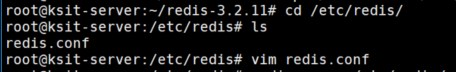 root@ksit-server:~/redis-3.2.11# cd /etc/redis/
root@ksit-server:/etc/redis# ls
redis.conf
root@ksit-server:/etc/redis# vim redis.conf